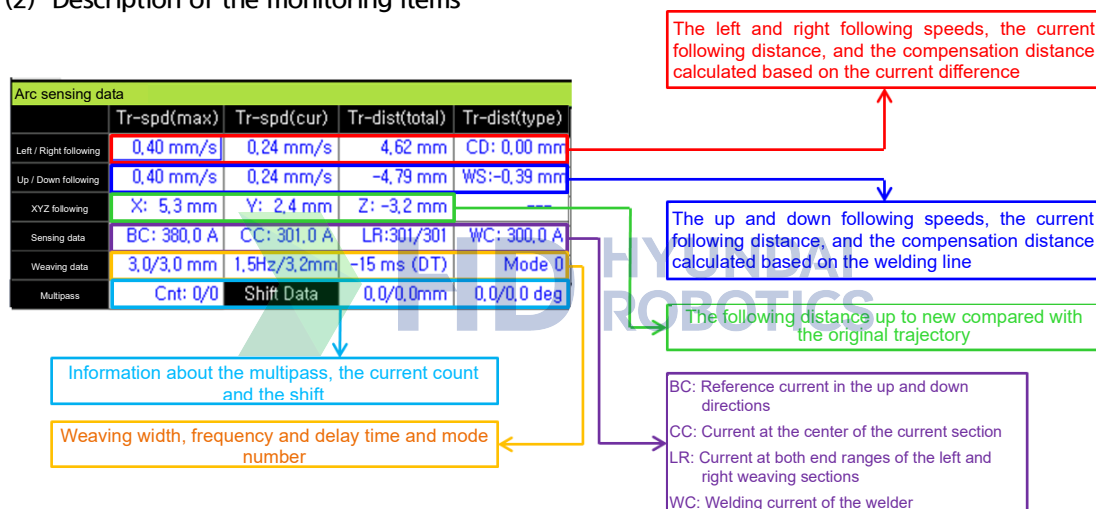 (2) Description of the monitoring items
The left and right following speeds, the current
following distance, and the compensation distance
calculated based on the current difference
Arc sensing data
Tr-spd(max) Tr-spd(cur) Tr-dist(total) Tr-dist(type)
Left / Right following 0,40 mm/s 0,24 mm/s 4,62 mm CD: 0,00 mm
Up / Down following 0,40 mm/s 0,24 mm/s -4,79 mm WS:-0,39 mm
XYZ following X: 5,3 mm Y: 2,4 mm Z: -3,2 mm ---
Sensing data BC: 380,0 A CC: 301,0 A LR:301/301 WC: 300,0 A
Weaving data 3,0/3,0 mm 1,5Hz/3,2mm -15 ms (DT) Mode 0
Multipass Cnt: 0/0 Shift Data 0,0/0,0mm 0,0/0,0 deg
The up and down following speeds, the current
following distance, and the compensation distance
calculated based on the welding line
HD HYUNDAI
ROBOTICS
The following distance up to new compared with
the original trajectory
Information about the multipass, the current count
and the shift
Weaving width, frequency and delay time and mode
number
BC: Reference current in the up and down
directions
CC: Current at the center of the current section
LR: Current at both end ranges of the left and
right weaving sections
WC: Welding current of the welder